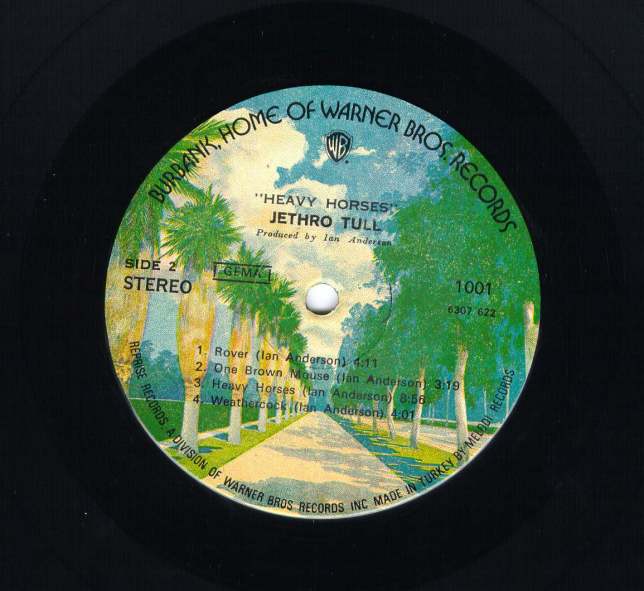 BURBANK, HOME OF WARNER BROS. RECORDS
WB
"HEAVY HORSES"
JETHRO TULL
Produced by Ian Anderson
SIDE 2
STEREO
GEMA
1001
6307 622
1. Rover (Ian Anderson) 4:11
2. One Brown Mouse (Ian Anderson) 3:19
3. Heavy Horses (Ian Anderson) 8:56
4. Weathercock (Ian Anderson) 4:01
REPRISE RECORDS, A DIVISION OF WARNER BROS RECORDS INC MADE IN TURKEY BY MELODI RECORDS